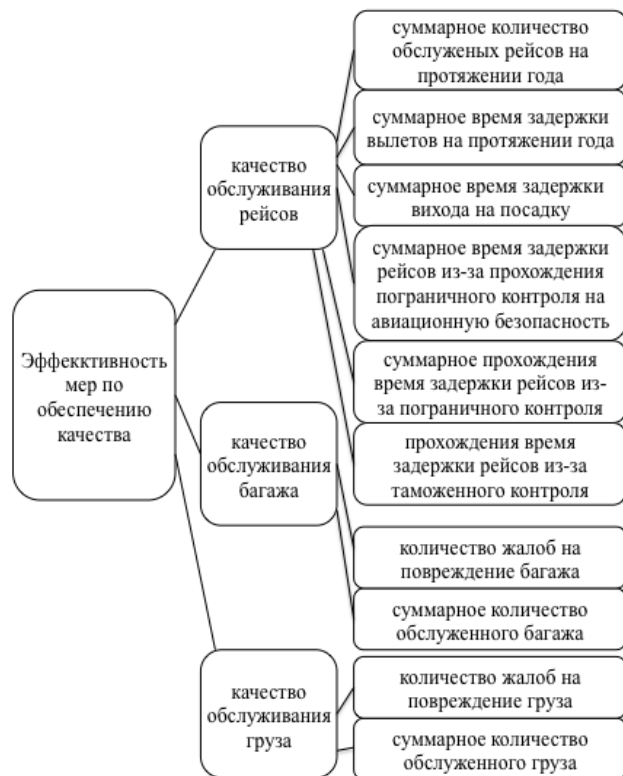 Эффекктивность
мер по
обеспечению
качества
качество
обслуживания
рейсов
суммарное количество
обслуженых рейсов на
протяжении года
суммарное время задержки
вылетов на протяжении года
суммарное время задержки
вихода на посадку
суммарное время задержки
рейсов из-за прохождения
пограничного контроля на
авиационную безопасность
суммарное прохождения
время задержки рейсов из-
за пограничного контроля
прохождения время
задержки рейсов из-за
таможенного контроля
качество
обслуживания
багажа
количество жалоб на
повреждение багажа
суммарное количество
обслуженного багажа
качество
обслуживания
груза
количество жалоб на
повреждение груза
суммарное количество
обслуженного груза